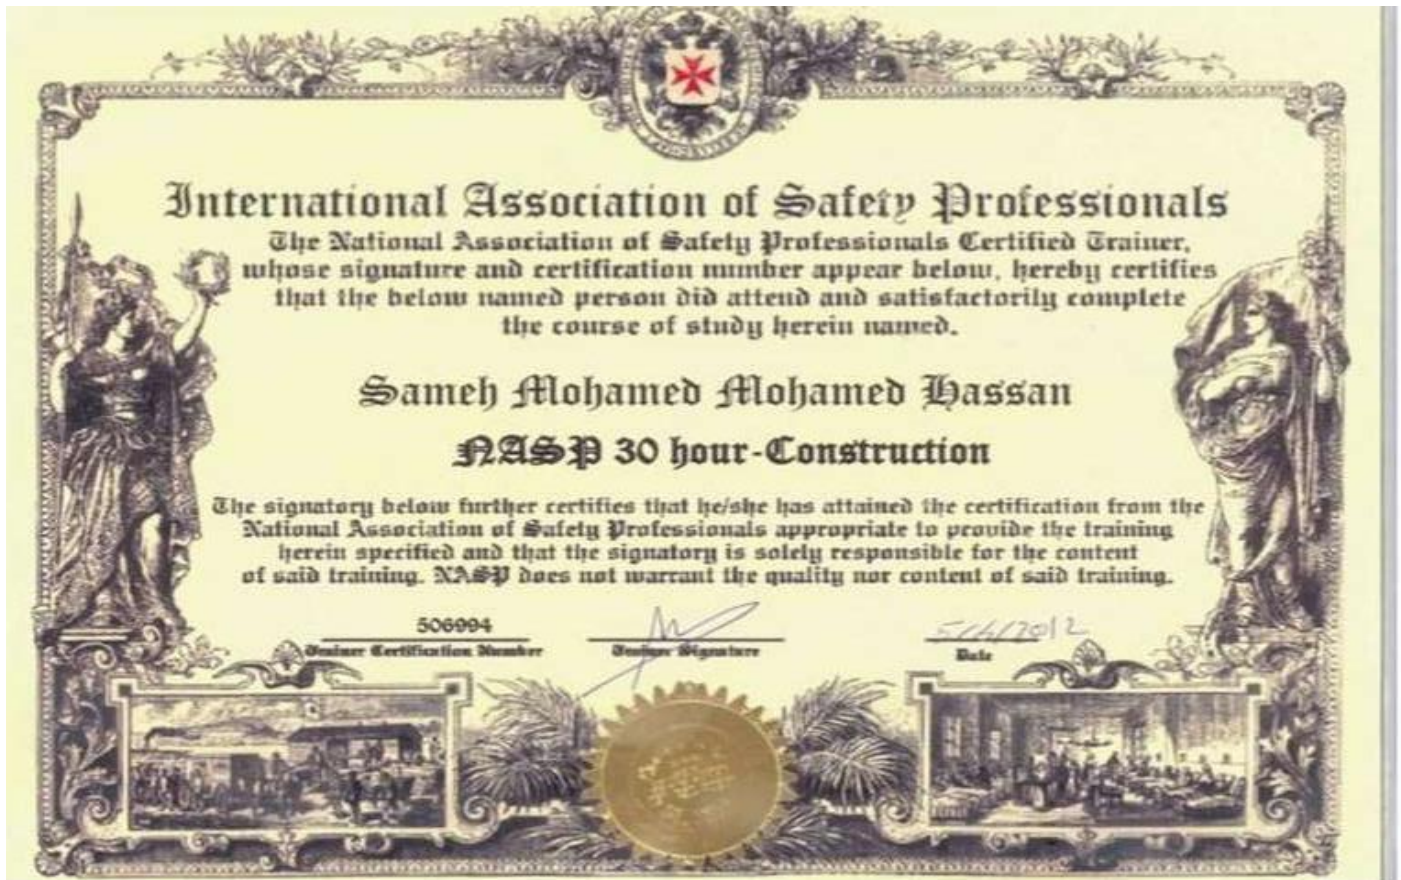 International Association of Safety Professionals
The National Association of Safety Professionals Certified Trainer,
whose signature and certification number appear below, hereby certifies
that the below named person did attend and satisfactorily complete
the course of study herein named.
Sameh Mohamed Mohamed Hassan
NASP 30 hour-Construction
The signatory below further certifies that he/she has attained the certification from the
National Association of Safety Professionals appropriate to provide the training
herein specified and that the signatory is solely responsible for the content
of said training. NASP does not warrant the quality nor content of said training.
506994
Trainer Certification Number
Trainer Signature
2012
Date